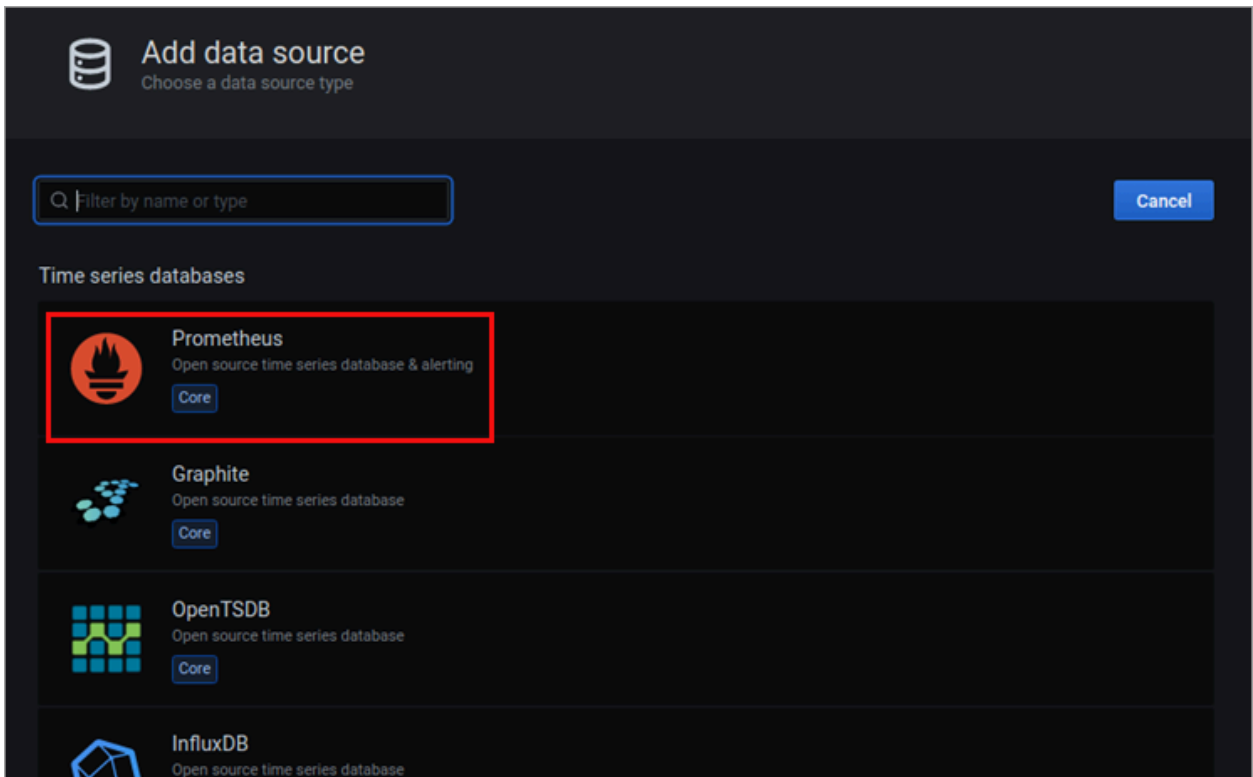 Add data source
Choose a data source type
Filter by name or type
Cancel
Time series databases
Prometheus
Open source time series database & alerting
Core
Graphite
Open source time series database
Core
OpenTSDB
Open source time series database
Core
InfluxDB
Open source time series database